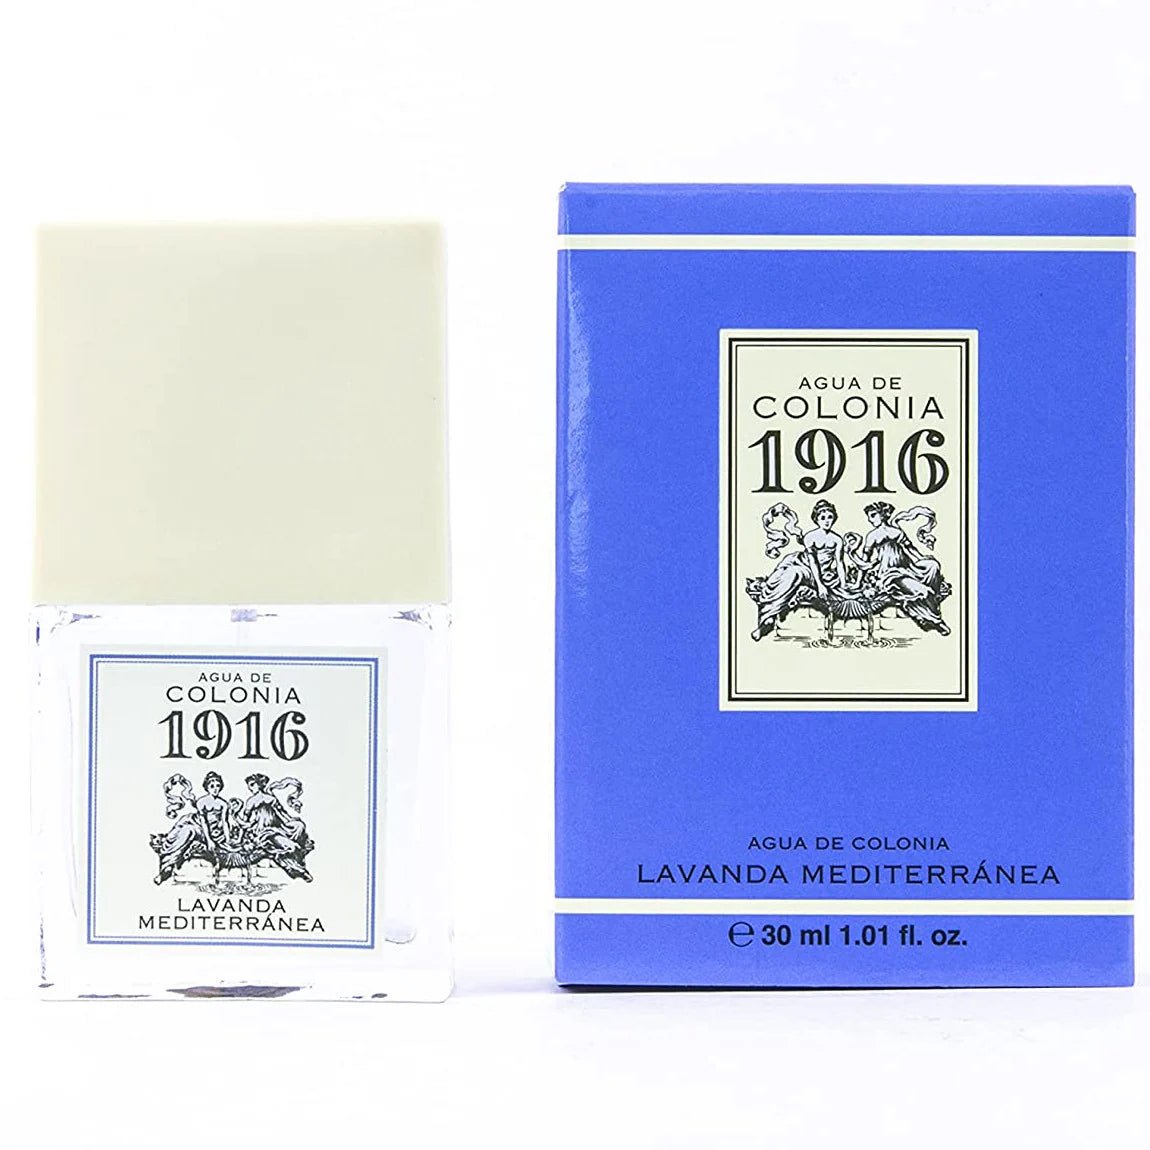 AGUA DE
COLONIA
1916
LAVANDA
MEDITERRÁNEA
AGUA DE
COLONIA
1916
AGUA DE COLONIA
LAVANDA MEDITERRÁNEA
℮ 30 ml 1.01 fl. oz.